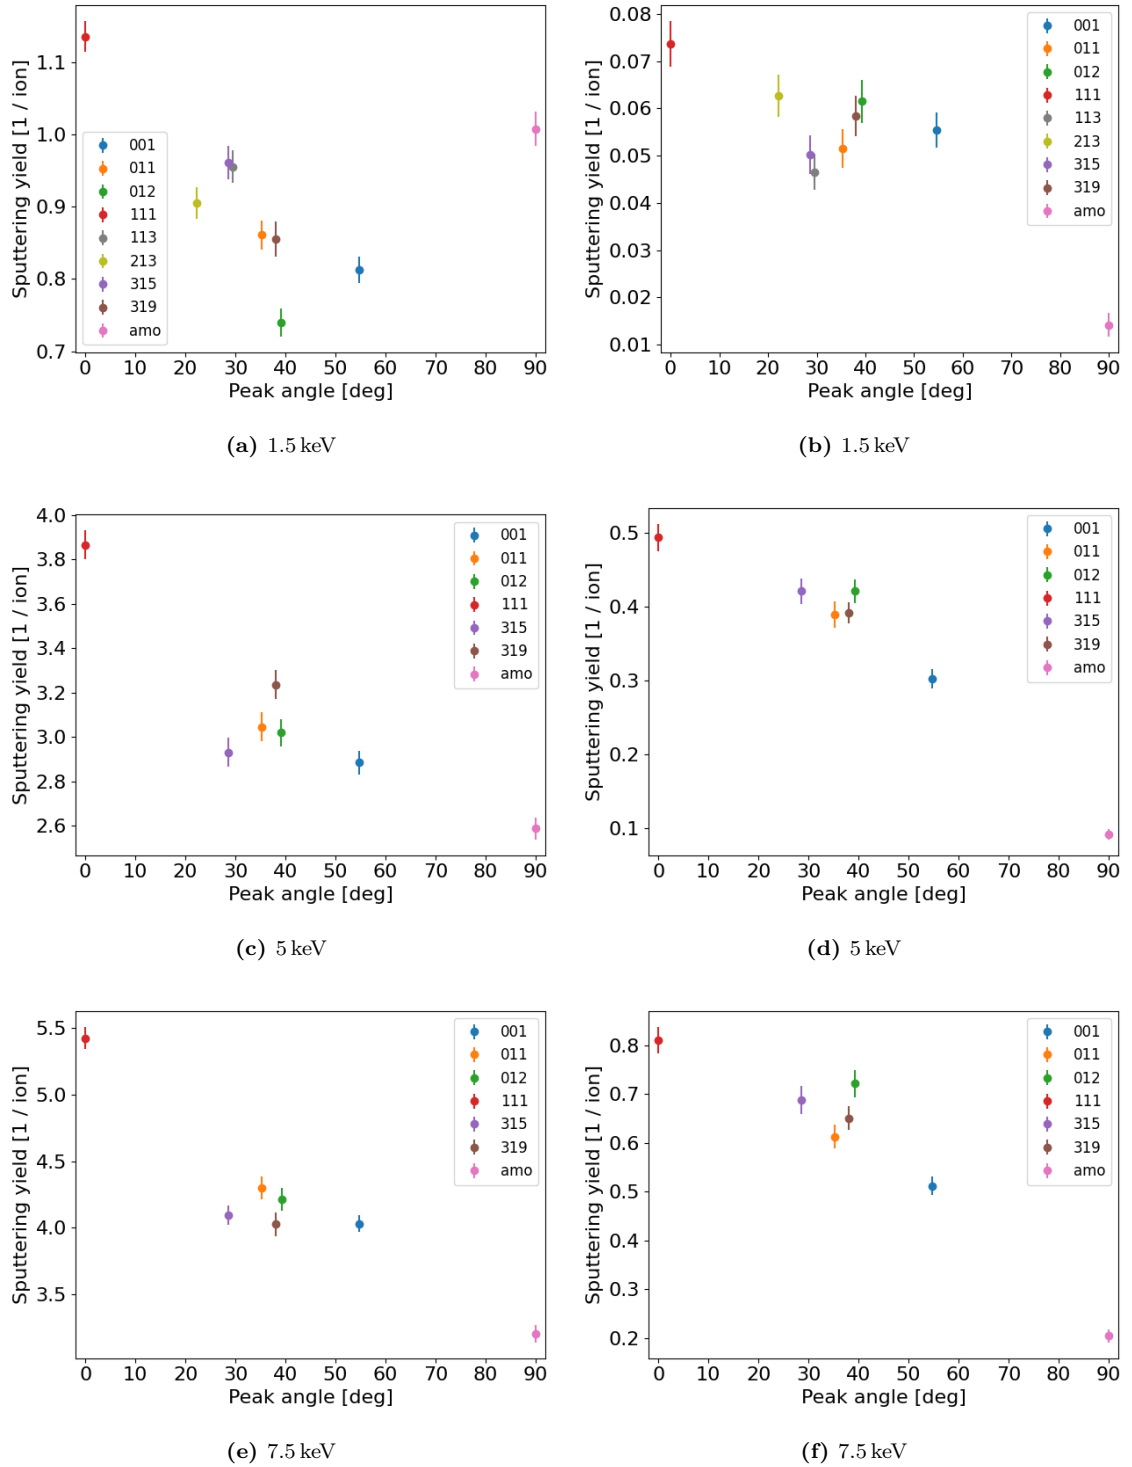 1.1
1.0
0.9
0.8
0.7
Sputtering yield [1 / ion]
001
011
012
111
113
213
315
319
amo
0 10 20 30 40 50 60 70 80 90
Peak angle [deg]
(a) 1.5 keV
0.08
0.07
0.06
0.05
0.04
0.03
0.02
0.01
Sputtering yield [1 / ion]
001
011
012
111
113
213
315
319
amo
0 10 20 30 40 50 60 70 80 90
Peak angle [deg]
(b) 1.5 keV
4.0
3.8
3.6
3.4
3.2
3.0
2.8
2.6
Sputtering yield [1 / ion]
001
011
012
111
315
319
amo
0 10 20 30 40 50 60 70 80 90
Peak angle [deg]
(c) 5 keV
0.5
0.4
0.3
0.2
0.1
Sputtering yield [1 / ion]
001
011
012
111
315
319
amo
0 10 20 30 40 50 60 70 80 90
Peak angle [deg]
(d) 5 keV
5.5
5.0
4.5
4.0
3.5
Sputtering yield [1 / ion]
001
011
012
111
315
319
amo
0 10 20 30 40 50 60 70 80 90
Peak angle [deg]
(e) 7.5 keV
0.8
0.7
0.6
0.5
0.4
0.3
0.2
Sputtering yield [1 / ion]
001
011
012
111
315
319
amo
0 10 20 30 40 50 60 70 80 90
Peak angle [deg]
(f) 7.5 keV